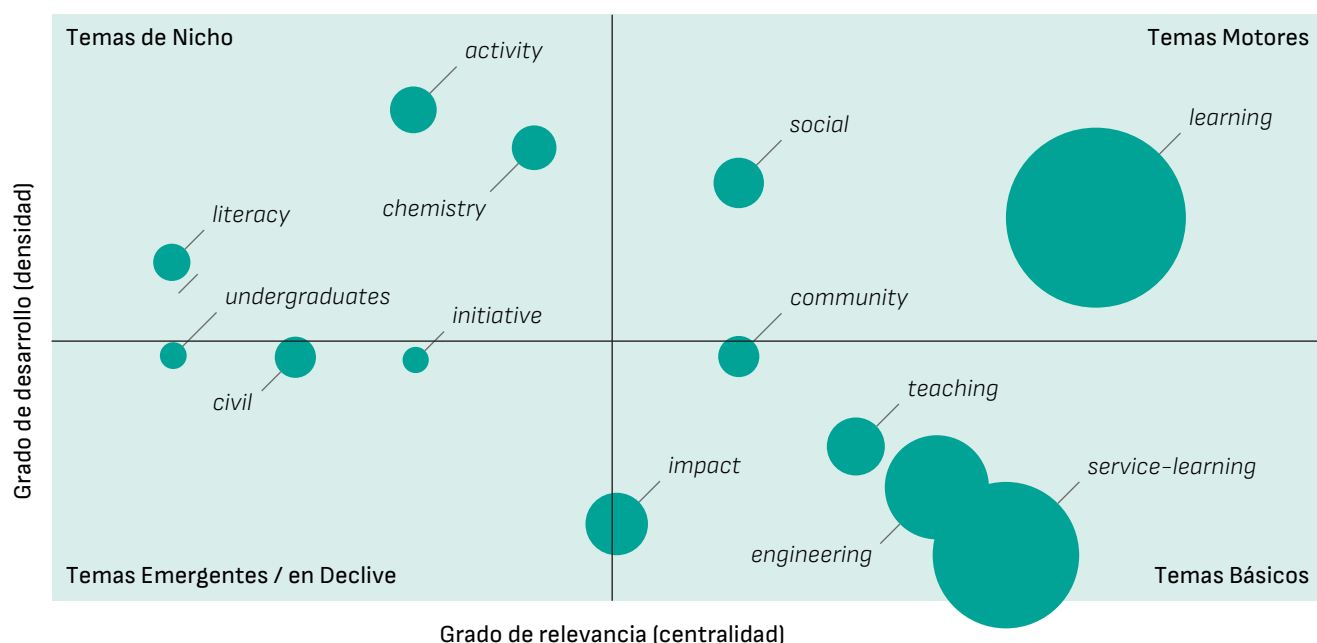 Temas de Nicho
Temas Motores
activity
learning
social
chemistry
literacy
undergraduates
initiative
community
civil
teaching
impact
service-learning
engineering
Temas Emergentes / en Declive
Temas Básicos
Grado de desarrollo (densidad)
Grado de relevancia (centralidad)